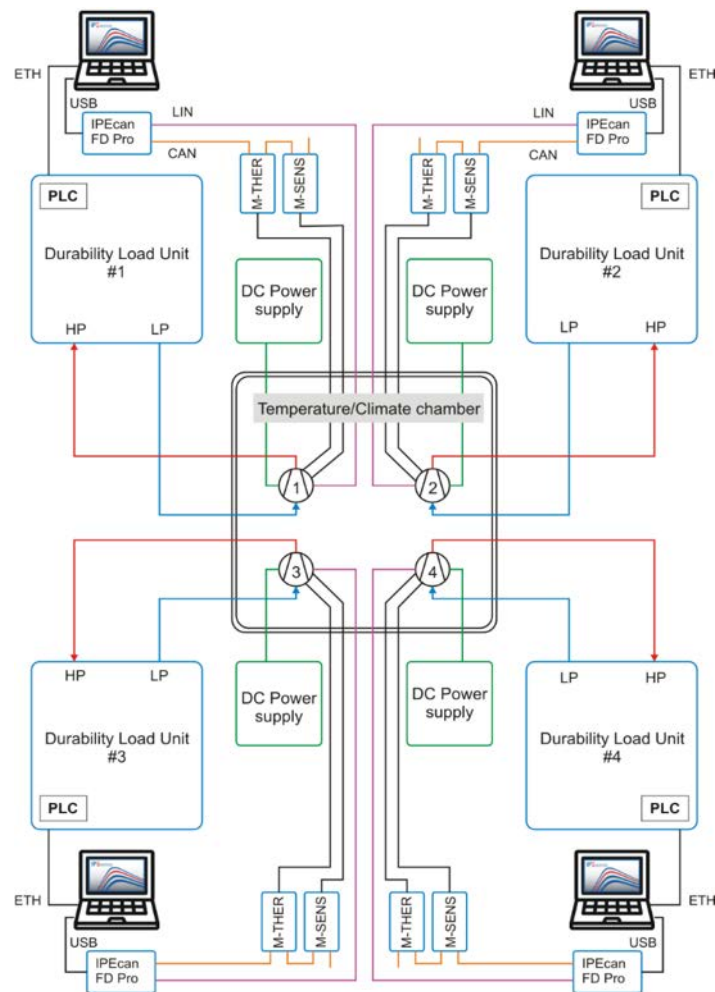 ETH
ETH
USB
USB
IPEcan
FD Pro
LIN
CAN
LIN
CAN
IPEcan
FD Pro
M-THER
M-SENS
M-THER
M-SENS
PLC
Durability Load Unit
#1
HP
LP
DC Power
supply
DC Power
supply
PLC
Durability Load Unit
#2
LP
HP
Temperature/Climate chamber
1
2
3
4
HP
LP
Durability Load Unit
#3
PLC
DC Power
supply
DC Power
supply
LP
HP
Durability Load Unit
#4
PLC
ETH
ETH
M-THER
M-SENS
M-THER
M-SENS
USB
USB
IPEcan
FD Pro
IPEcan
FD Pro